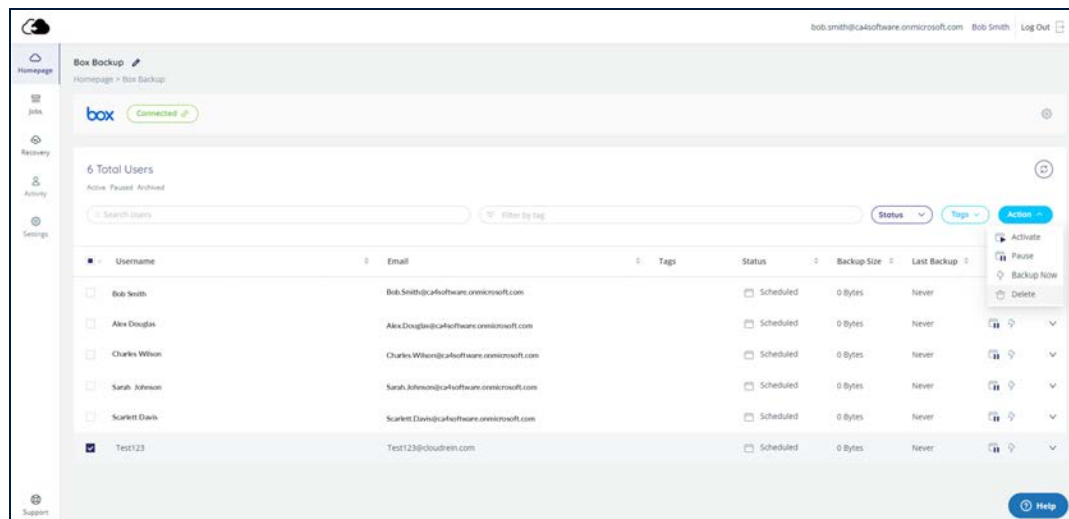 bob.smith@ca4software.onmicrosoft.com Bob Smith Log Out
Homepage
Box Backup
Homepage > Box Backup
Jobs
box Connected
Recovery
6 Total Users
Activity
Active Paused Archived
Search Users Filter by tag Status Tags Action
Settings
Activate
Pause
Backup Now
Delete
Username Email Tags Status Backup Size Last Backup
Bob Smith Bob.Smith@ca4software.onmicrosoft.com Scheduled 0 Bytes Never
Alex Douglas Alex.Douglas@ca4software.onmicrosoft.com Scheduled 0 Bytes Never
Charles Wilson Charles.Wilson@ca4software.onmicrosoft.com Scheduled 0 Bytes Never
Sarah Johnson Sarah.Johnson@ca4software.onmicrosoft.com Scheduled 0 Bytes Never
Scarlett Davis Scarlett.Davis@ca4software.onmicrosoft.com Scheduled 0 Bytes Never
Test123 Test123@cloudrein.com Scheduled 0 Bytes Never
Support
Help